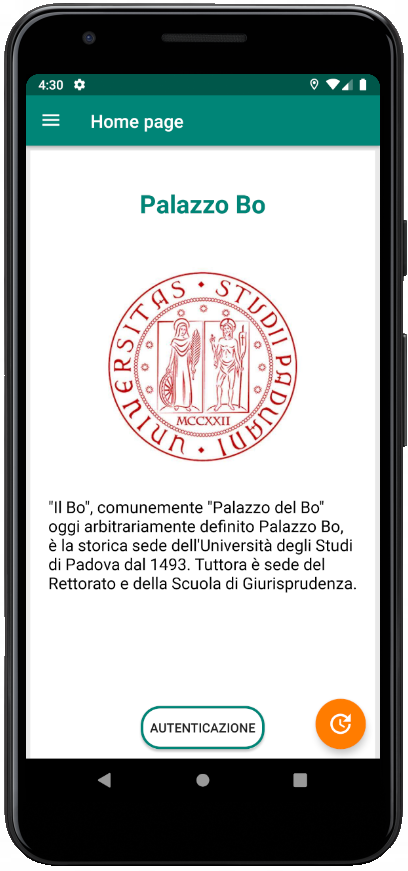 4:30
Home page
Palazzo Bo
UNIVERSITAS STUDII PADUANI
MCCXXII
"Il Bo", comunemente "Palazzo del Bo"
oggi arbitrariamente definito Palazzo Bo,
è la storica sede dell'Università degli Studi
di Padova dal 1493. Tuttora è sede del
Rettorato e della Scuola di Giurisprudenza.
AUTENTICAZIONE